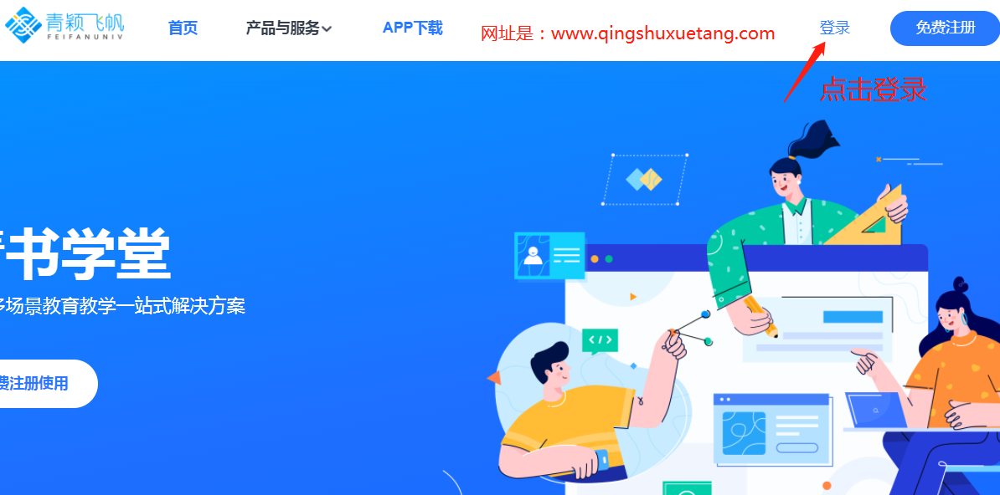 青颖飞帆
FEIFANUNIV
首页
产品与服务
APP下载
网址是：www.qingshuxuetang.com
登录
免费注册
点击登录
书学堂
场景教育教学一站式解决方案
</>
费注册使用